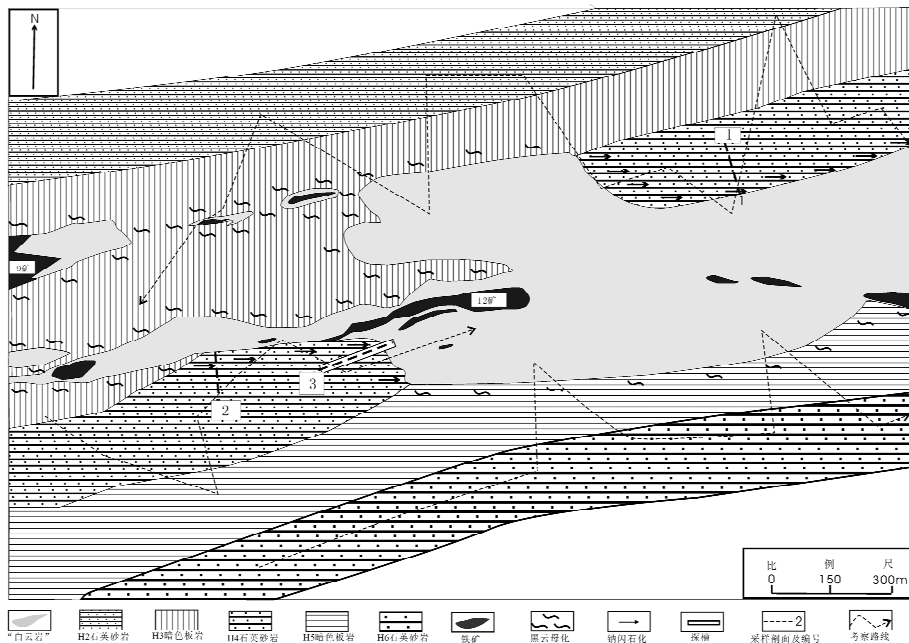 N
1
9矿
12矿
3
2
比 例 尺
0 150 300m
2
"白云岩" H2石英砂岩 H3暗色板岩 H4石英砂岩 H5暗色板岩 H6石英砂岩 铁矿 黑云母化 钠闪石化 探槽 采样剖面及编号 考察路线